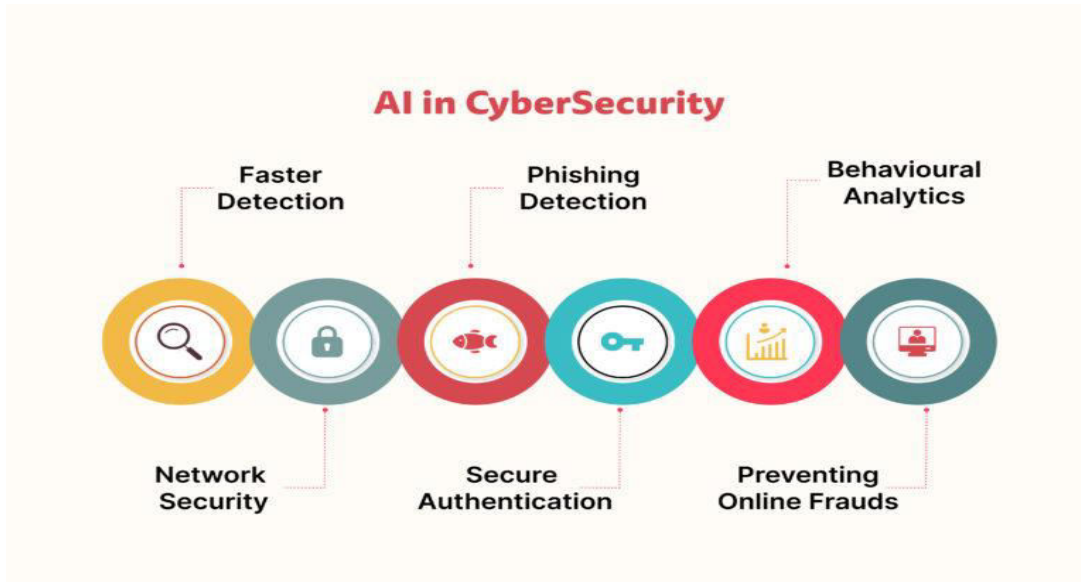 AI in CyberSecurity
Faster
Detection
Phishing
Detection
Behavioural
Analytics
Network
Security
Secure
Authentication
Preventing
Online Frauds